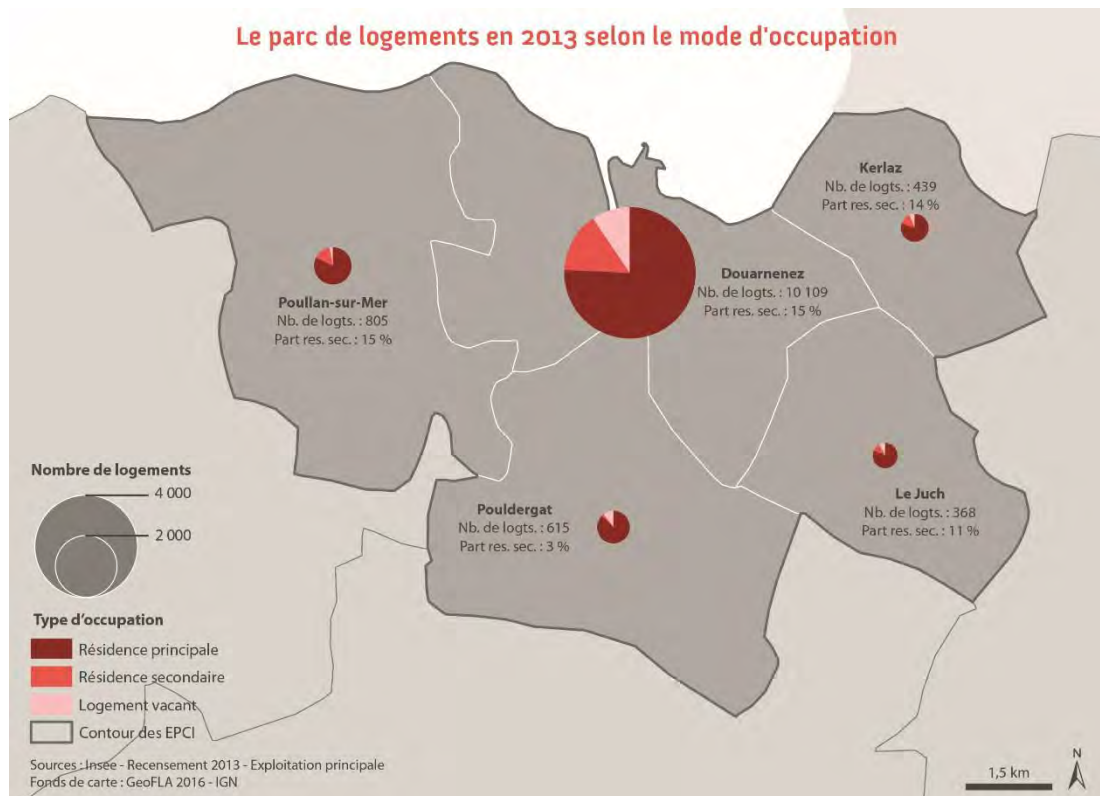 Le parc de logements en 2013 selon le mode d'occupation
Kerlaz
Nb. de logts. : 439
Part res. sec. : 14 %
Douarnenez
Nb. de logts. : 10 109
Part res. sec. : 15 %
Poullan-sur-Mer
Nb. de logts. : 805
Part res. sec. : 15 %
Le Juch
Nb. de logts. : 368
Part res. sec. : 11 %
Pouldergat
Nb. de logts. : 615
Part res. sec. : 3 %
Nombre de logements
4 000
2 000
Type d'occupation
Résidence principale
Résidence secondaire
Logement vacant
Contour des EPCI
Sources : Insee - Recensement 2013 - Exploitation principale
Fonds de carte : GeoFLA 2016 - IGN
1,5 km
N